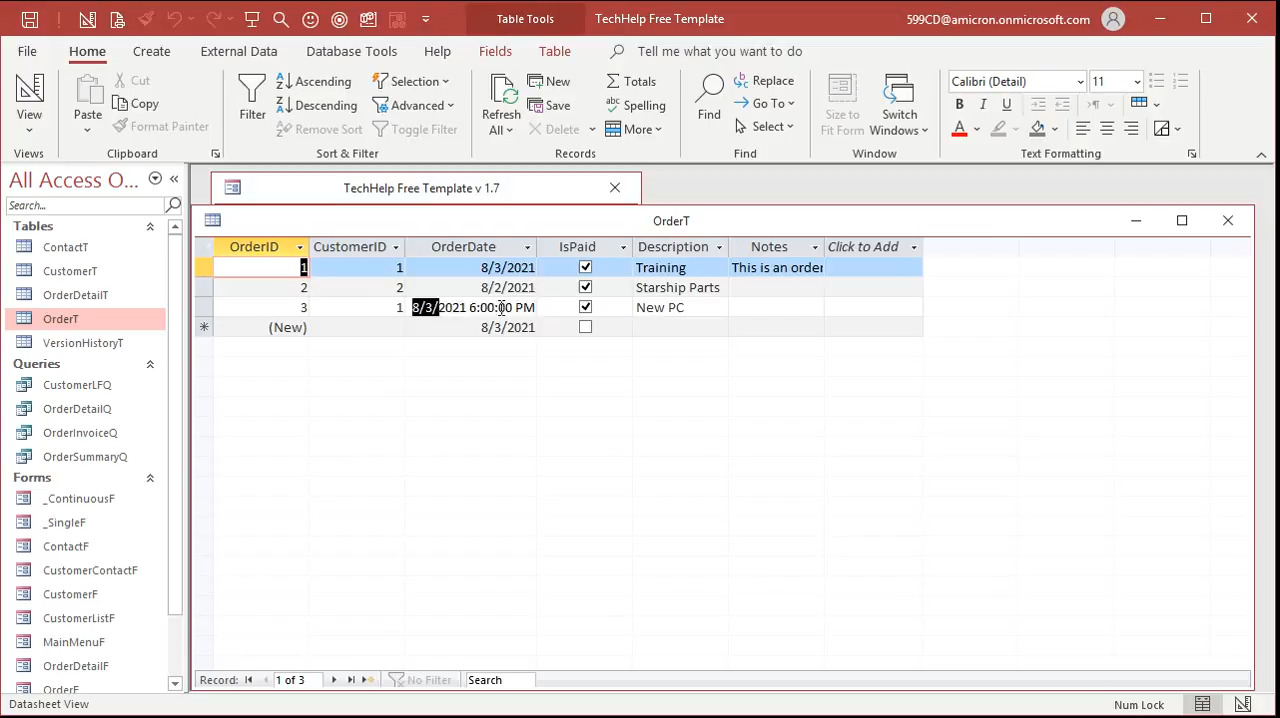 Table Tools
TechHelp Free Template
599CD@amicron.onmicrosoft.com
File
Home
Create
External Data
Database Tools
Help
Fields
Table
Tell me what you want to do
View
Views
Paste
Cut
Copy
Format Painter
Clipboard
Filter
Ascending
Descending
Remove Sort
Selection
Advanced
Toggle Filter
Sort & Filter
Refresh
All
New
Save
Delete
Totals
Spelling
More
Records
Find
Replace
Go To
Select
Find
Size to
Fit Form
Switch
Windows
Window
Calibri (Detail)
11
B I U
A
Text Formatting
All Access O...
Search...
Tables
ContactT
CustomerT
OrderDetailT
OrderT
VersionHistoryT
Queries
CustomerLFQ
OrderDetailQ
OrderInvoiceQ
OrderSummaryQ
Forms
_ContinuousF
_SingleF
ContactF
CustomerContactF
CustomerF
CustomerListF
MainMenuF
OrderDetailF
OrderF
TechHelp Free Template v 1.7
OrderT
OrderID CustomerID OrderDate IsPaid Description Notes Click to Add
1 1 8/3/2021 Training This is an order
2 2 8/2/2021 Starship Parts
3 1 8/3/2021 6:00:00 PM New PC
* (New) 8/3/2021
Record: 1 of 3 No Filter Search
Datasheet View
Num Lock